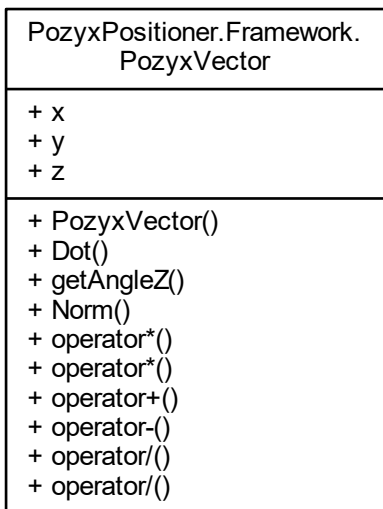 PozyxPositioner.Framework.
PozyxVector
+ x
+ y
+ z
+ PozyxVector()
+ Dot()
+ getAngleZ()
+ Norm()
+ operator*()
+ operator*()
+ operator+()
+ operator-()
+ operator/()
+ operator/()